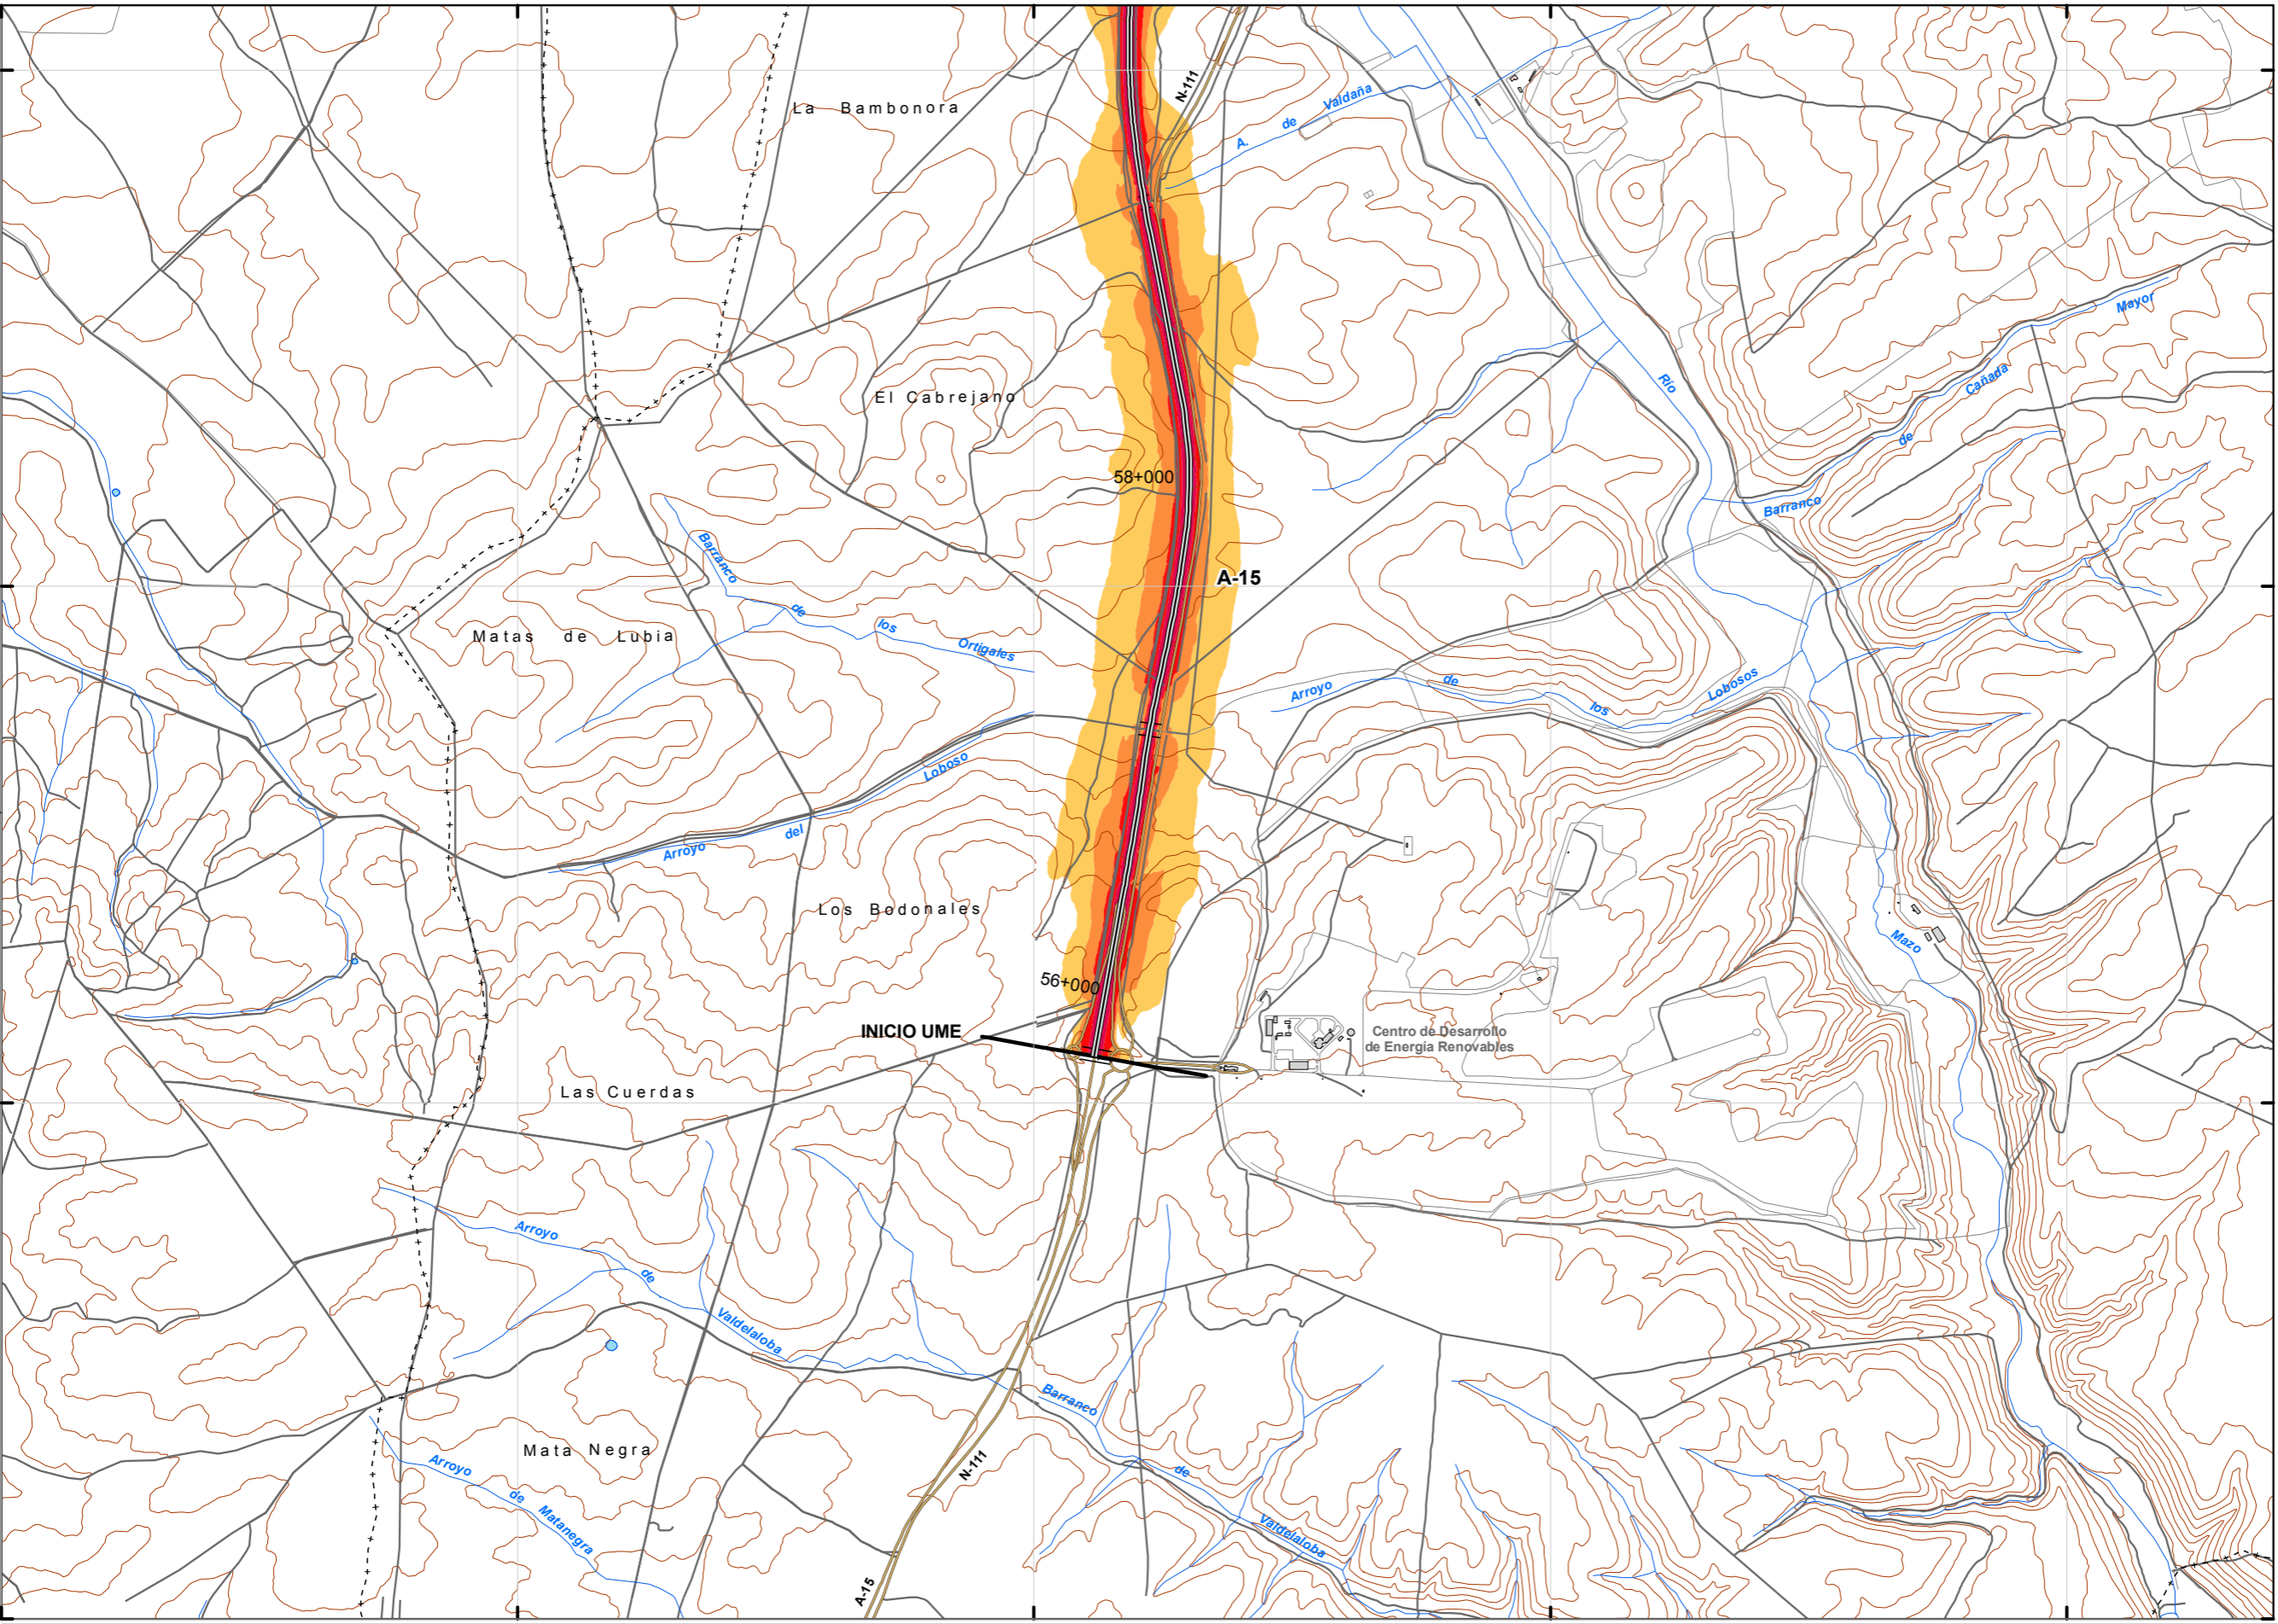 La Bambonora
N-111
A. de Valdaña
Mayor
Cañada
de
Barranco
Río
El Cabrejano
58+000
A-15
Barranco de los Ortigales
Matas de Lubia
Arroyo de los Lobosos
Arroyo del Loboso
Los Bodonales
Mazo
56+000
INICIO UME
Centro de Desarrollo
de Energía Renovables
Las Cuerdas
Arroyo de Valdelaloba
Barranco de Valdelaloba
Mata Negra
Arroyo de Matanegra
N-111
A-15